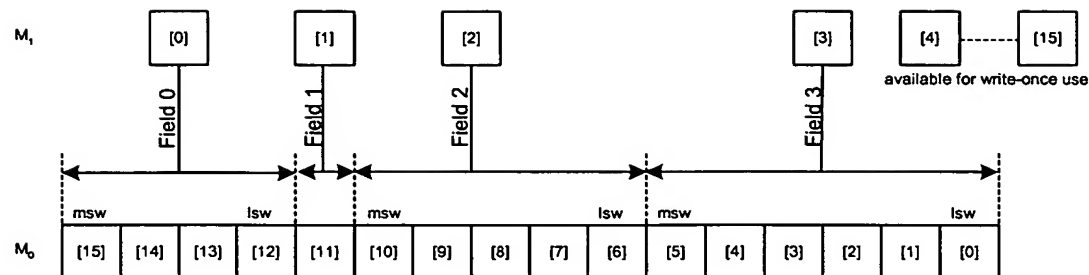 M₁ [0] [1] [2] [3] [4] [15]
available for write-once use
Field 0 Field 1 Field 2 Field 3
msw lsw msw lsw msw lsw
M₀ [15] [14] [13] [12] [11] [10] [9] [8] [7] [6] [5] [4] [3] [2] [1] [0]